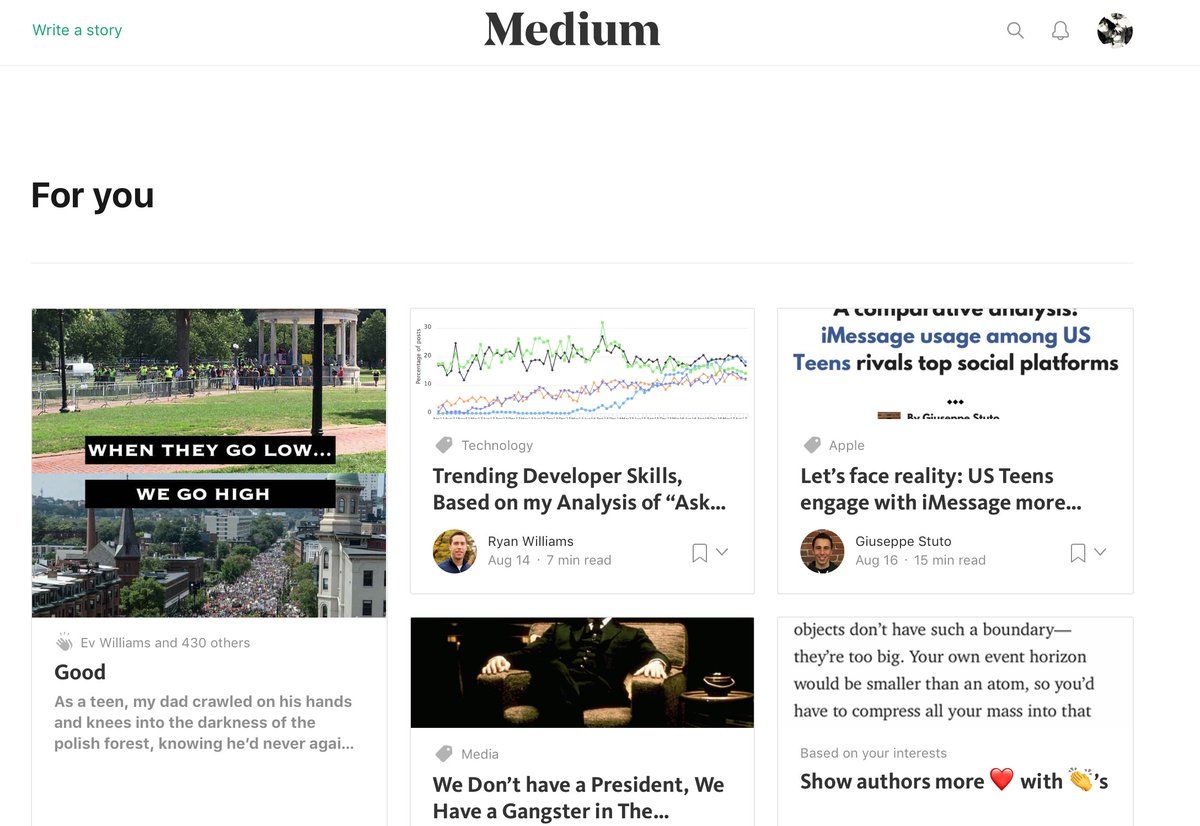 Write a story
Medium
For you
WHEN THEY GO LOW...
WE GO HIGH
Ev Williams and 430 others
Good
As a teen, my dad crawled on his hands
and knees into the darkness of the
polish forest, knowing he’d never agai...
Percentage of posts
30
20
10
0
Technology
Trending Developer Skills,
Based on my Analysis of “Ask...
Ryan Williams
Aug 14 · 7 min read
A comparative analysis:
iMessage usage among US
Teens rivals top social platforms
•••
By Giuseppe Stuto
Apple
Let’s face reality: US Teens
engage with iMessage more...
Giuseppe Stuto
Aug 16 · 15 min read
Media
We Don’t have a President, We
Have a Gangster in The...
objects don’t have such a boundary—
they’re too big. Your own event horizon
would be smaller than an atom, so you’d
have to compress all your mass into that
Based on your interests
Show authors more ❤️ with 👏’s